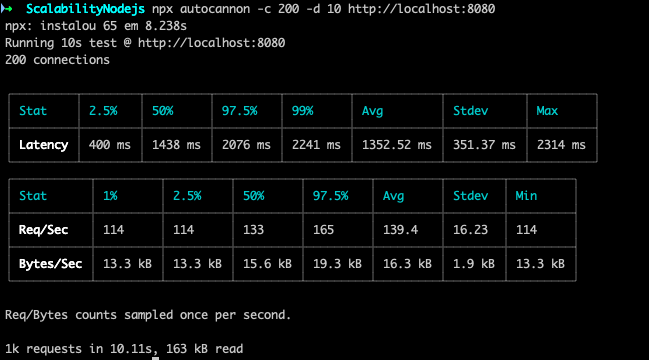 ScalabilityNodejs npx autocannon -c 200 -d 10 http://localhost:8080
npx: instalou 65 em 8.238s
Running 10s test @ http://localhost:8080
200 connections
Stat 2.5% 50% 97.5% 99% Avg Stdev Max
Latency 400 ms 1438 ms 2076 ms 2241 ms 1352.52 ms 351.37 ms 2314 ms
Stat 1% 2.5% 50% 97.5% Avg Stdev Min
Req/Sec 114 114 133 165 139.4 16.23 114
Bytes/Sec 13.3 kB 13.3 kB 15.6 kB 19.3 kB 16.3 kB 1.9 kB 13.3 kB
Req/Bytes counts sampled once per second.
1k requests in 10.11s, 163 kB read